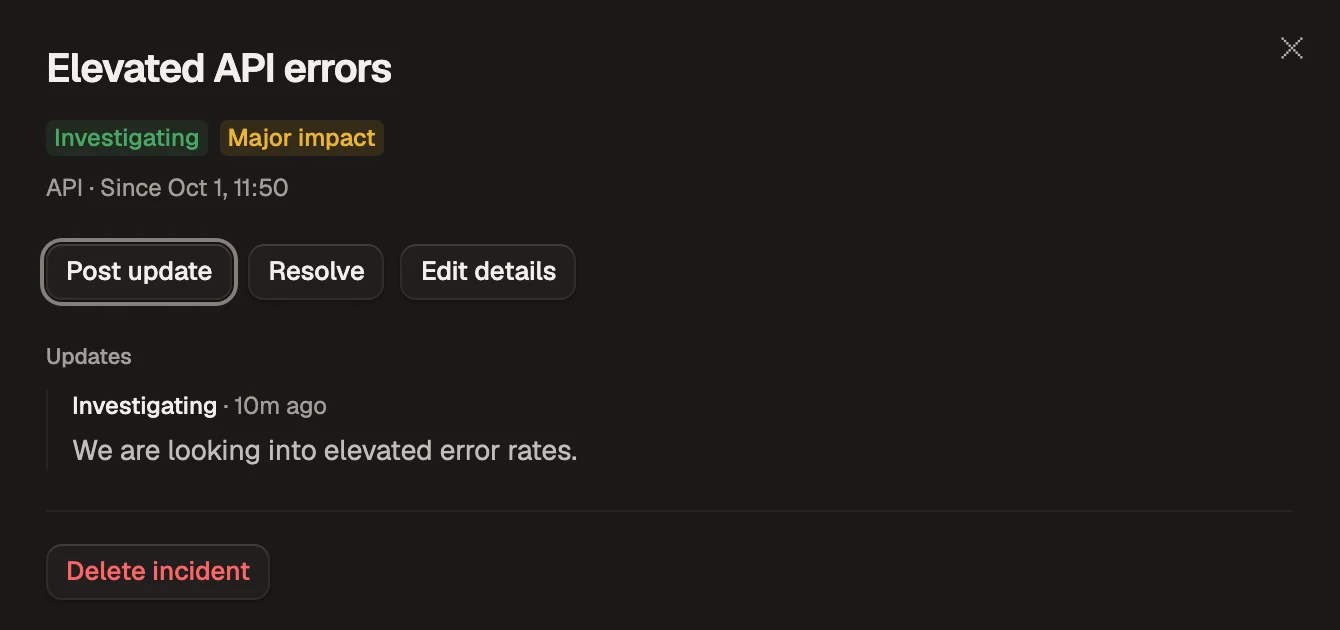 Elevated API errors
Investigating Major impact
API · Since Oct 1, 11:50
Post update Resolve Edit details
Updates
Investigating · 10m ago
We are looking into elevated error rates.
Delete incident